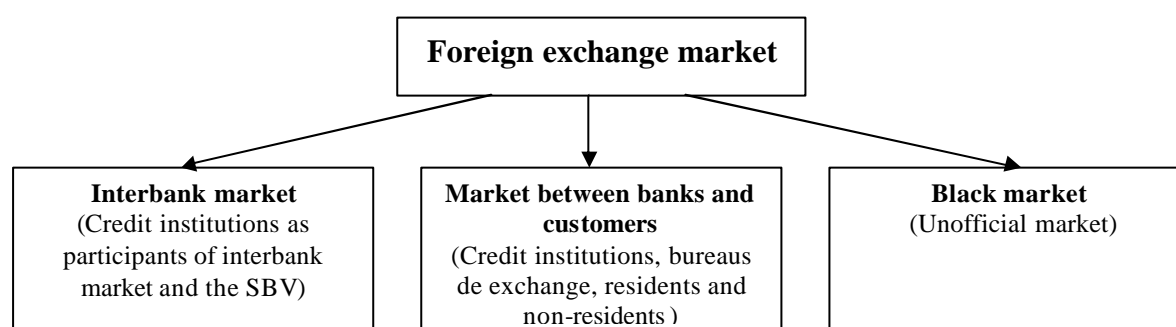 Foreign exchange market
Interbank market
(Credit institutions as
participants of interbank
market and the SBV)
Market between banks and
customers
(Credit institutions, bureaus
de exchange, residents and
non-residents)
Black market
(Unofficial market)